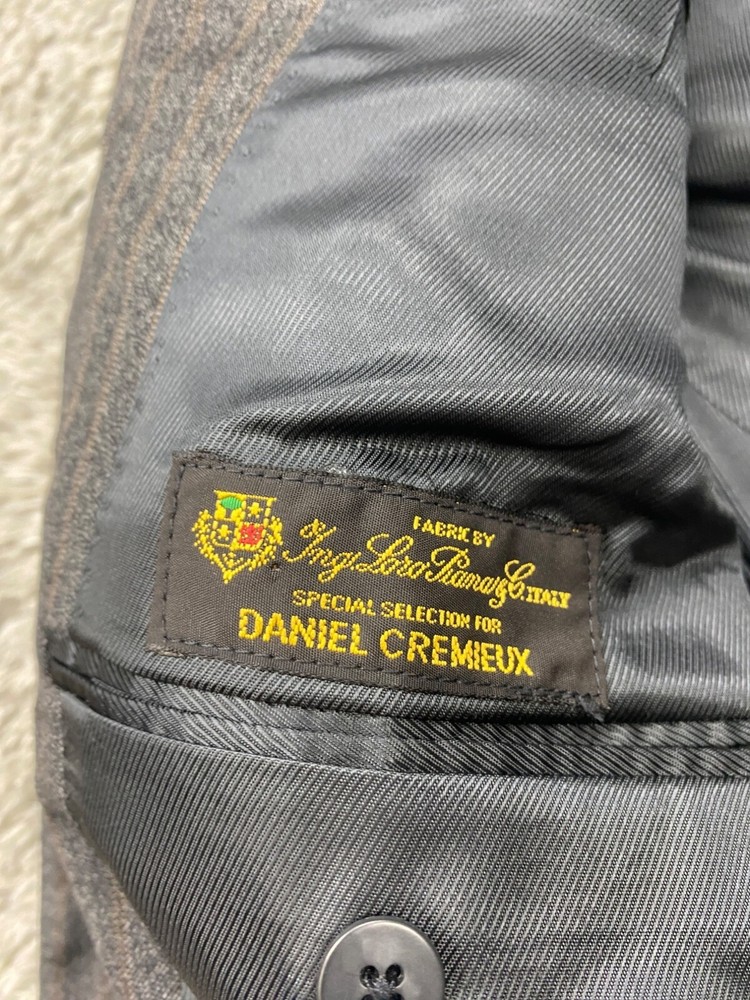 FABRIC BY
Ing Loro Piana & C. ITALY
SPECIAL SELECTION FOR
DANIEL CREMIEUX